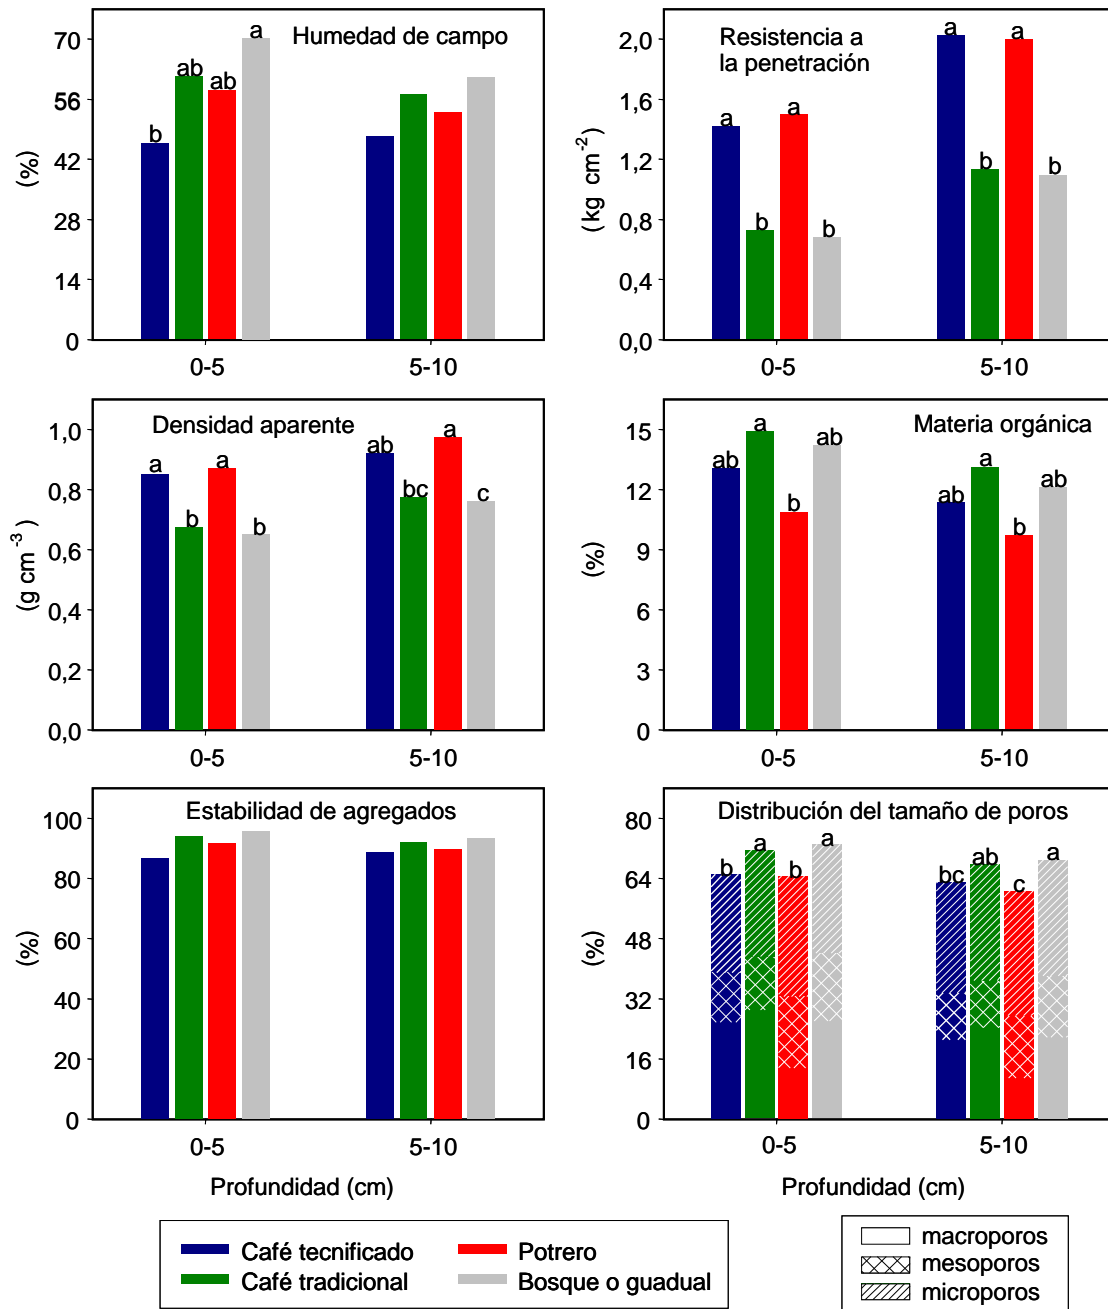 Humedad de campo
70
56
42
28
14
0
(%)
b
ab
ab
a
0-5
5-10
Resistencia a
la penetración
2,0
1,6
1,2
0,8
0,4
0,0
(kg cm-2)
a
b
a
b
a
b
a
b
0-5
5-10
Densidad aparente
1,0
0,8
0,6
0,4
0,2
0,0
(g cm-3)
a
b
a
b
ab
bc
a
c
0-5
5-10
Materia orgánica
15
12
9
6
3
0
(%)
ab
a
b
ab
ab
a
b
ab
0-5
5-10
Estabilidad de agregados
100
80
60
40
20
0
(%)
0-5
5-10
Profundidad (cm)
Distribución del tamaño de poros
80
64
48
32
16
0
(%)
b
a
b
a
bc
ab
c
a
0-5
5-10
Profundidad (cm)
Café tecnificado
Potrero
Café tradicional
Bosque o guadual
macroporos
mesoporos
microporos